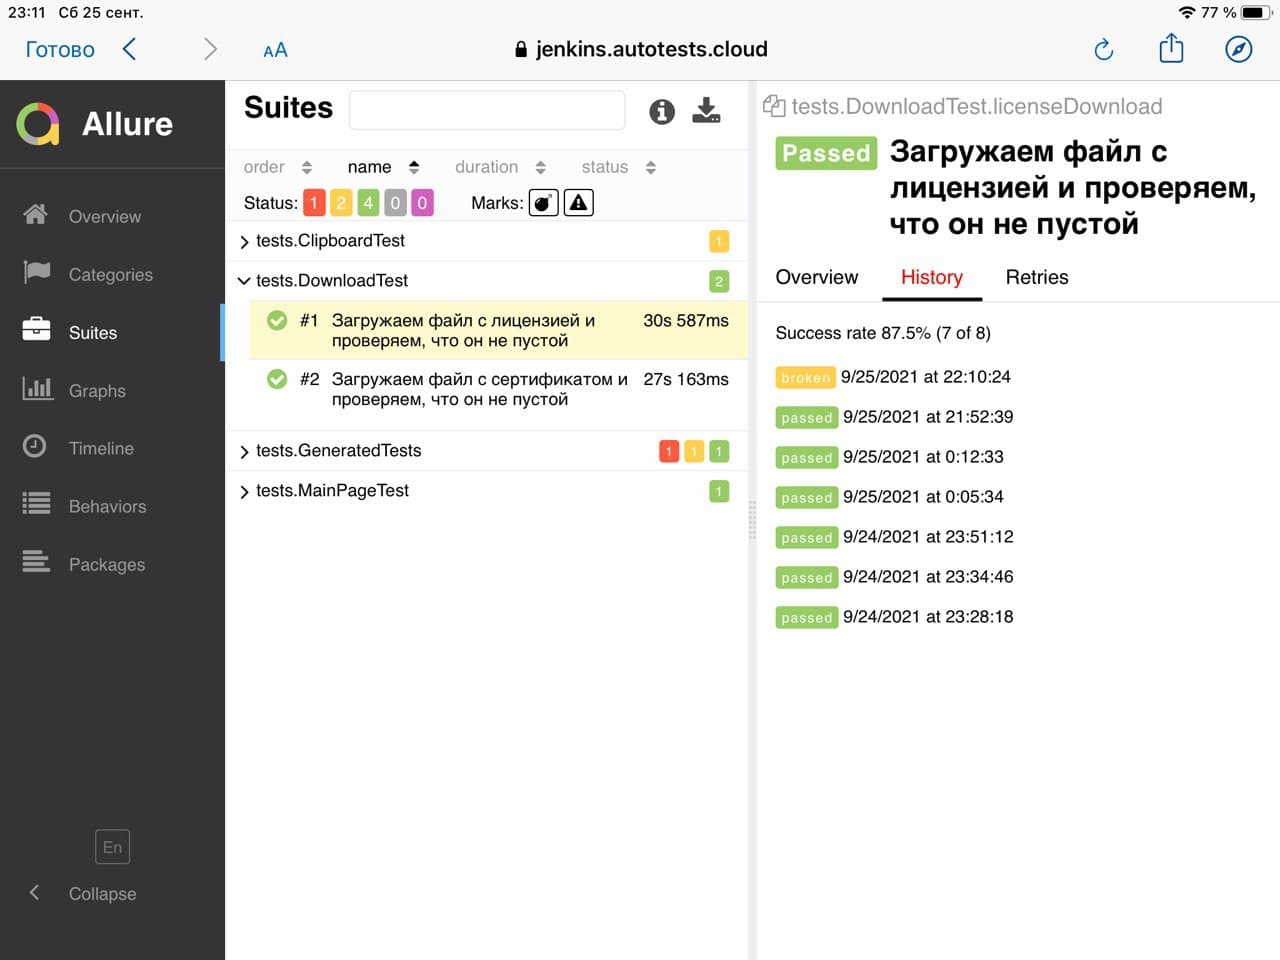 23:11 Сб 25 сент.
77 %
Готово
AA
jenkins.autotests.cloud
Allure
Overview
Categories
Suites
Graphs
Timeline
Behaviors
Packages
En
Collapse
Suites
order name duration status
Status: 1 2 4 0 0 Marks:
tests.ClipboardTest 1
tests.DownloadTest 2
#1 Загружаем файл с лицензией и 30s 587ms
проверяем, что он не пустой
#2 Загружаем файл с сертификатом и 27s 163ms
проверяем, что он не пустой
tests.GeneratedTests 1 1 1
tests.MainPageTest 1
tests.DownloadTest.licenseDownload
Passed Загружаем файл с
лицензией и проверяем,
что он не пустой
Overview History Retries
Success rate 87.5% (7 of 8)
broken 9/25/2021 at 22:10:24
passed 9/25/2021 at 21:52:39
passed 9/25/2021 at 0:12:33
passed 9/25/2021 at 0:05:34
passed 9/24/2021 at 23:51:12
passed 9/24/2021 at 23:34:46
passed 9/24/2021 at 23:28:18